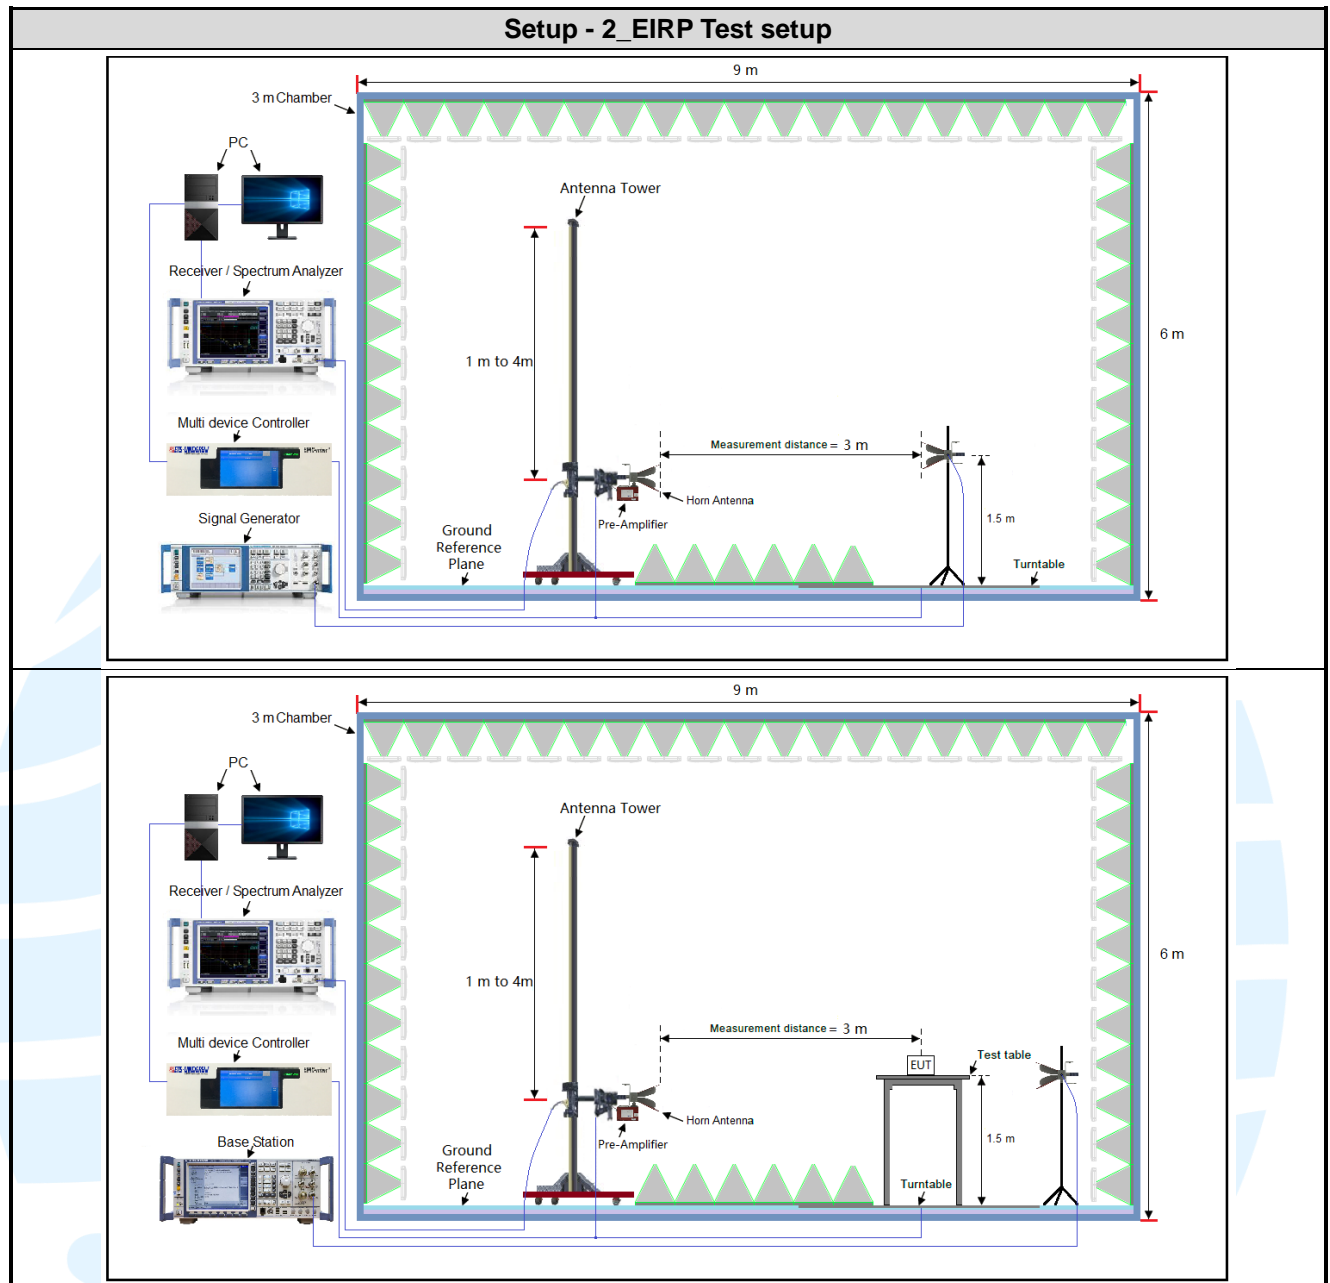 Setup - 2_EIRP Test setup
9 m
3 m Chamber
PC
Antenna Tower
Receiver / Spectrum Analyzer
6 m
1 m to 4m
Multi device Controller
Measurement distance = 3 m
Horn Antenna
Signal Generator
Pre-Amplifier
1.5 m
Ground
Reference
Plane
Turntable
9 m
3 m Chamber
PC
Antenna Tower
Receiver / Spectrum Analyzer
6 m
1 m to 4m
Measurement distance = 3 m
Multi device Controller
EUT
Test table
Horn Antenna
Base Station
Pre-Amplifier
1.5 m
Ground
Reference
Plane
Turntable